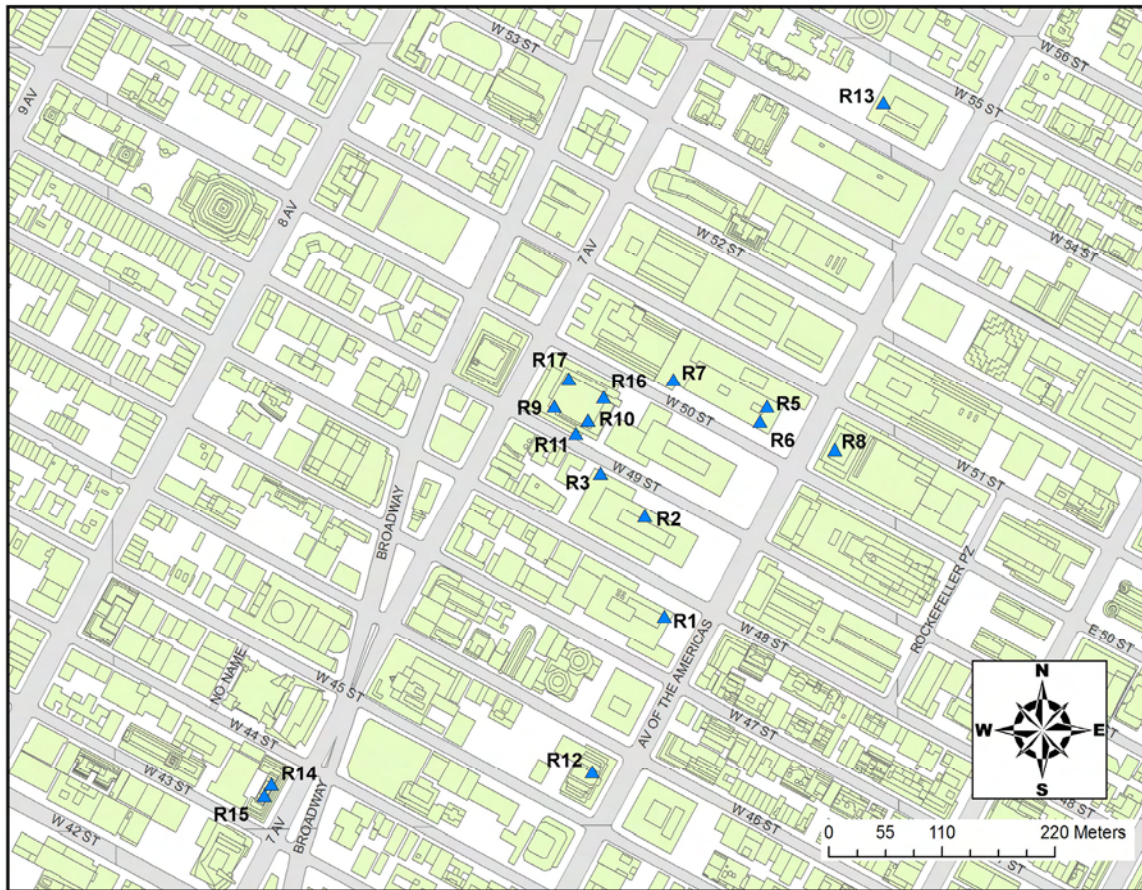 W 53 ST
W 56 ST
9 AV
R13
W 55 ST
8 AV
7 AV
W 52 ST
W 54 ST
R17
R16
R7
R9
R10
R5
W 50 ST
R6
R11
R8
R3
W 49 ST
W 51 ST
R2
BROADWAY
ROCKEFELLER PZ
R1
AV OF THE AMERICAS
W 48 ST
E 50 ST
NO NAME
W 45 ST
W 47 ST
N
W
E
S
W 44 ST
R12
W 43 ST
R14
R15
7 AV
BROADWAY
W 42 ST
W 46 ST
48 ST
0 55 110 220 Meters